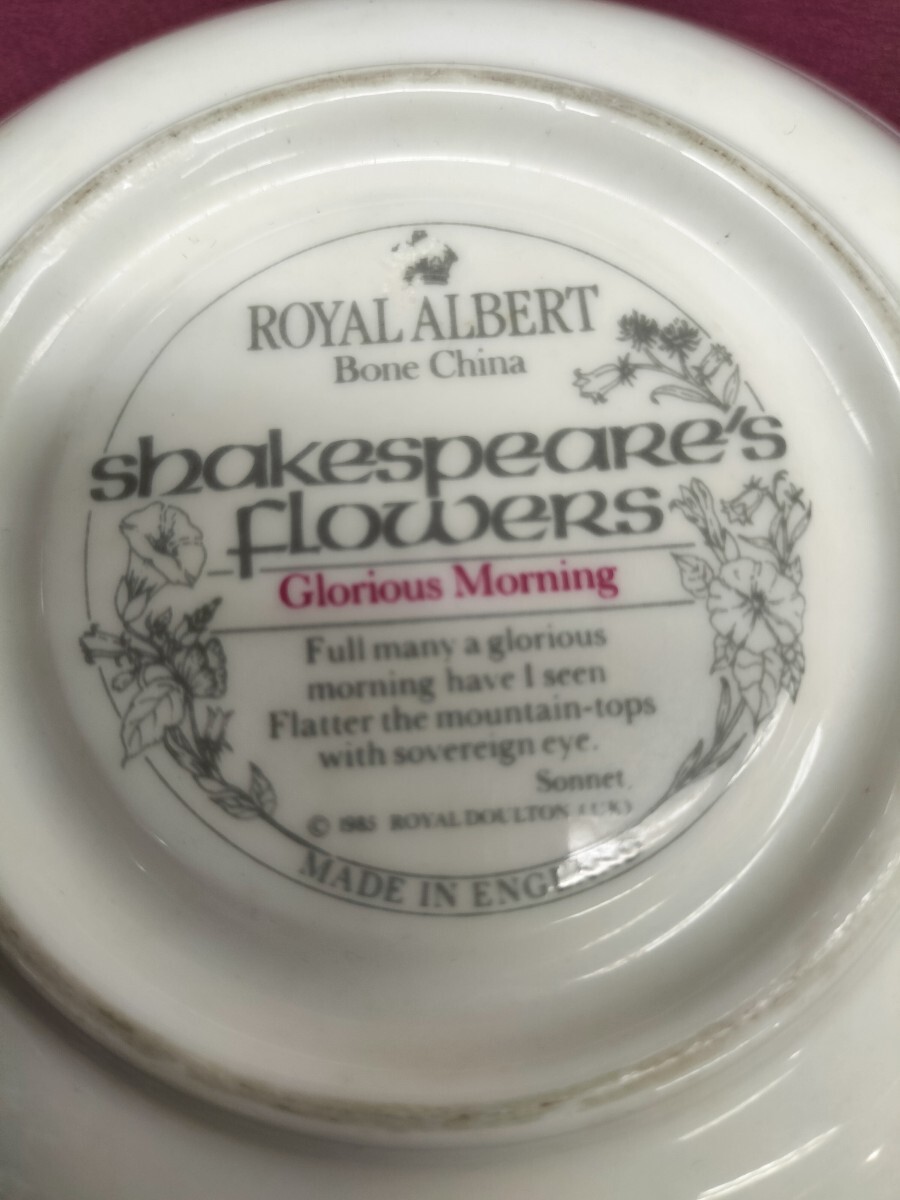 ROYAL ALBERT
Bone China
shakespeare's
flowers
Glorious Morning
Full many a glorious
morning have I seen
Flatter the mountain-tops
with sovereign eye.
Sonnet.
© 1985 ROYAL DOULTON (UK)
MADE IN